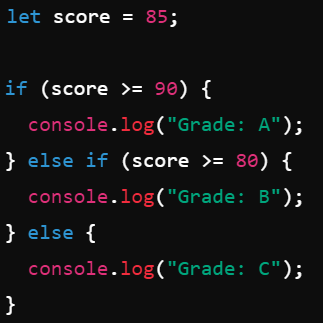 let score = 85;

if (score >= 90) {
  console.log("Grade: A");
} else if (score >= 80) {
  console.log("Grade: B");
} else {
  console.log("Grade: C");
}